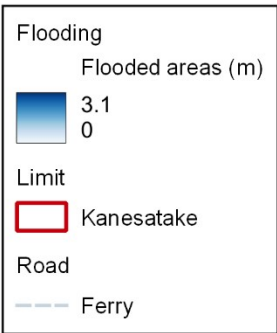 Flooding
Flooded areas (m)
3.1
0
Limit
Kanesatake
Road
Ferry